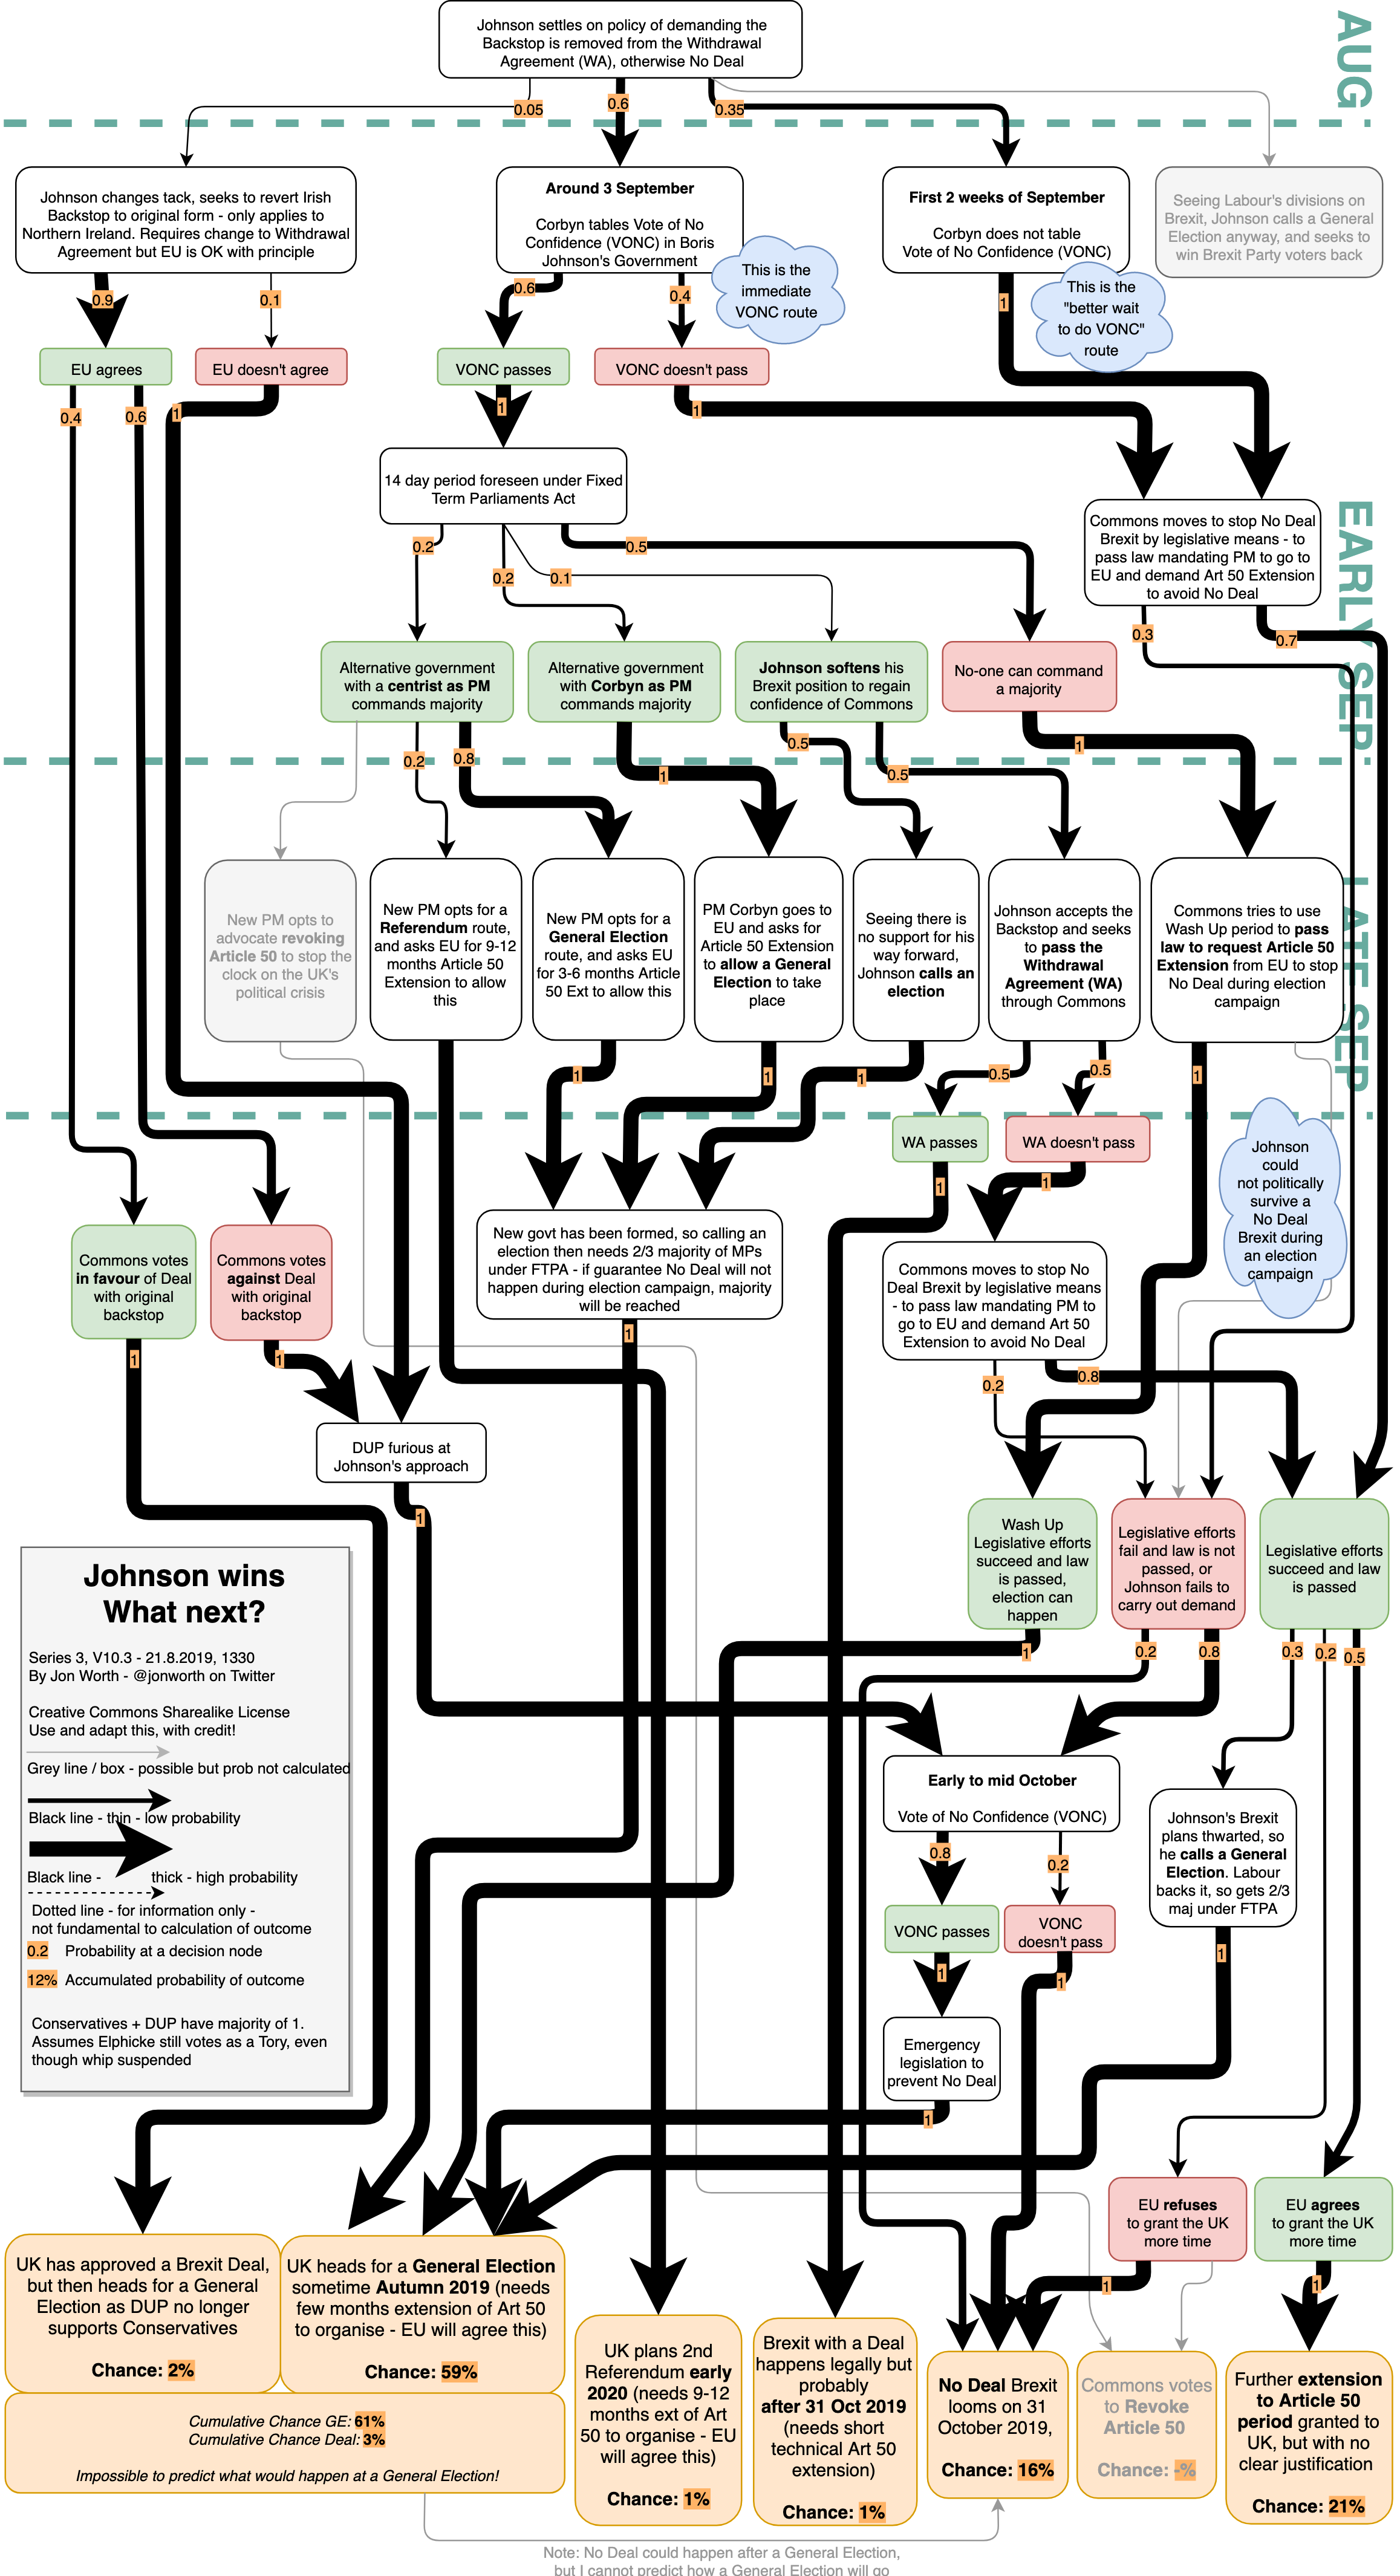 Johnson settles on policy of demanding the
Backstop is removed from the Withdrawal
Agreement (WA), otherwise No Deal
AUG
0.05
0.6
0.35
Johnson changes tack, seeks to revert Irish
Backstop to original form - only applies to
Northern Ireland. Requires change to Withdrawal
Agreement but EU is OK with principle
Around 3 September
Corbyn tables Vote of No
Confidence (VONC) in Boris
Johnson's Government
First 2 weeks of September
Corbyn does not table
Vote of No Confidence (VONC)
Seeing Labour's divisions on
Brexit, Johnson calls a General
Election anyway, and seeks to
win Brexit Party voters back
This is the
immediate
VONC route
This is the
"better wait
to do VONC"
route
0.9
0.1
0.6
0.4
1
EU agrees
EU doesn't agree
VONC passes
VONC doesn't pass
0.4
0.6
1
1
1
14 day period foreseen under Fixed
Term Parliaments Act
Commons moves to stop No Deal
Brexit by legislative means - to
pass law mandating PM to go to
EU and demand Art 50 Extension
to avoid No Deal
EARLY SEP
0.2
0.2
0.1
0.5
0.3
0.7
Alternative government
with a centrist as PM
commands majority
Alternative government
with Corbyn as PM
commands majority
Johnson softens his
Brexit position to regain
confidence of Commons
No-one can command
a majority
0.2
0.8
1
0.5
0.5
1
New PM opts to
advocate revoking
Article 50 to stop the
clock on the UK's
political crisis
New PM opts for a
Referendum route,
and asks EU for 9-12
months Article 50
Extension to allow
this
New PM opts for a
General Election
route, and asks EU
for 3-6 months Article
50 Ext to allow this
PM Corbyn goes to
EU and asks for
Article 50 Extension
to allow a General
Election to take
place
Seeing there is
no support for his
way forward,
Johnson calls an
election
Johnson accepts the
Backstop and seeks
to pass the
Withdrawal
Agreement (WA)
through Commons
Commons tries to use
Wash Up period to pass
law to request Article 50
Extension from EU to stop
No Deal during election
campaign
LATE SEP
1
1
1
0.5
0.5
1
WA passes
WA doesn't pass
Johnson
could
not politically
survive a
No Deal
Brexit during
an election
campaign
1
1
Commons votes
in favour of Deal
with original
backstop
Commons votes
against Deal
with original
backstop
New govt has been formed, so calling an
election then needs 2/3 majority of MPs
under FTPA - if guarantee No Deal will not
happen during election campaign, majority
will be reached
Commons moves to stop No
Deal Brexit by legislative means
- to pass law mandating PM to
go to EU and demand Art 50
Extension to avoid No Deal
1
1
1
0.2
0.8
DUP furious at
Johnson's approach
1
Wash Up
Legislative efforts
succeed and law
is passed,
election can
happen
Legislative efforts
fail and law is not
passed, or
Johnson fails to
carry out demand
Legislative efforts
succeed and law
is passed
1
0.2
0.8
0.3
0.2
0.5
Johnson wins
What next?
Series 3, V10.3 - 21.8.2019, 1330
By Jon Worth - @jonworth on Twitter
Creative Commons Sharealike License
Use and adapt this, with credit!
Grey line / box - possible but prob not calculated
Black line - thin - low probability
Black line - thick - high probability
Dotted line - for information only -
not fundamental to calculation of outcome
0.2 Probability at a decision node
12% Accumulated probability of outcome
Conservatives + DUP have majority of 1.
Assumes Elphicke still votes as a Tory, even
though whip suspended
Early to mid October
Vote of No Confidence (VONC)
Johnson's Brexit
plans thwarted, so
he calls a General
Election. Labour
backs it, so gets 2/3
maj under FTPA
0.8
0.2
VONC passes
VONC
doesn't pass
1
1
1
Emergency
legislation to
prevent No Deal
1
EU refuses
to grant the UK
more time
EU agrees
to grant the UK
more time
1
1
UK has approved a Brexit Deal,
but then heads for a General
Election as DUP no longer
supports Conservatives
Chance: 2%
UK heads for a General Election
sometime Autumn 2019 (needs
few months extension of Art 50
to organise - EU will agree this)
Chance: 59%
Cumulative Chance GE: 61%
Cumulative Chance Deal: 3%
Impossible to predict what would happen at a General Election!
UK plans 2nd
Referendum early
2020 (needs 9-12
months ext of Art
50 to organise - EU
will agree this)
Chance: 1%
Brexit with a Deal
happens legally but
probably
after 31 Oct 2019
(needs short
technical Art 50
extension)
Chance: 1%
No Deal Brexit
looms on 31
October 2019,
Chance: 16%
Commons votes
to Revoke
Article 50
Chance: -%
Further extension
to Article 50
period granted to
UK, but with no
clear justification
Chance: 21%
Note: No Deal could happen after a General Election,
but I cannot predict how a General Election will go